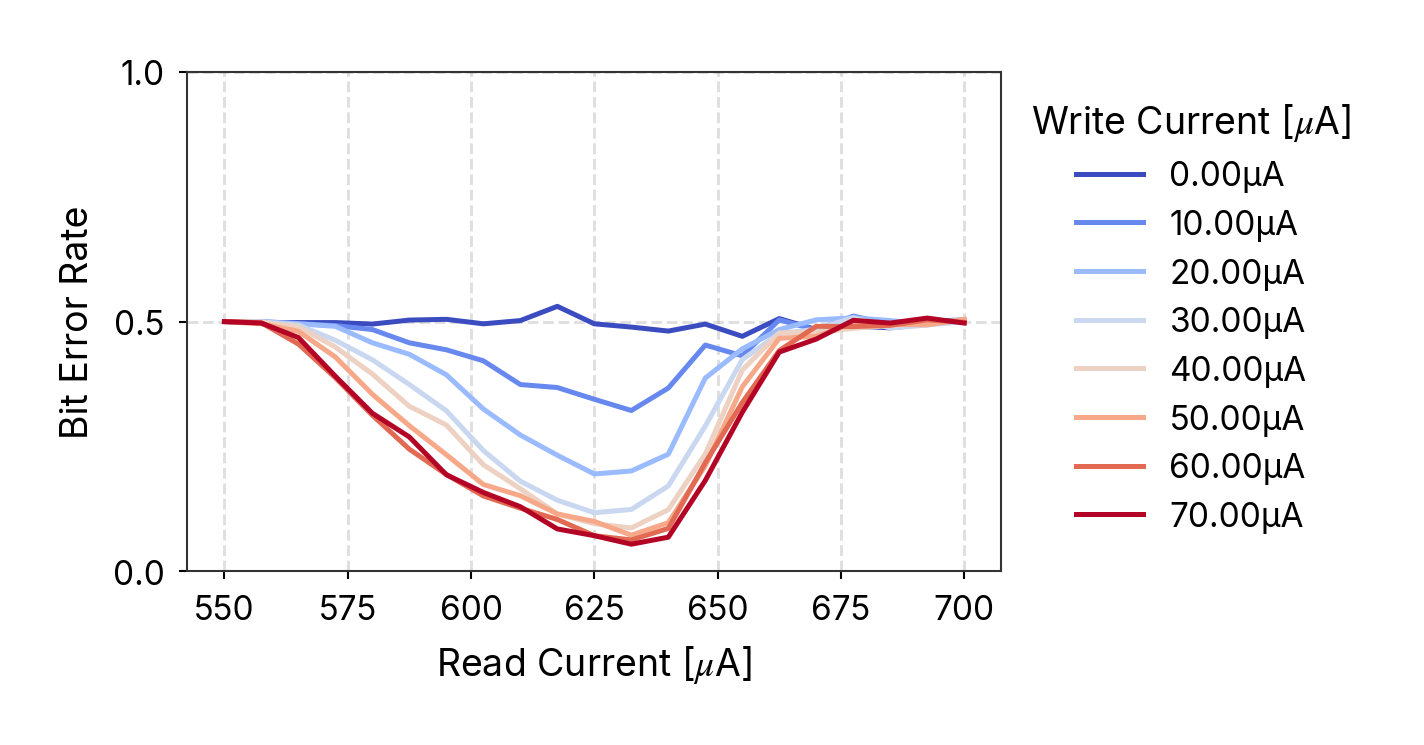 1.0
0.5
0.0
Bit Error Rate
550 575 600 625 650 675 700
Read Current [𝜇A]
Write Current [𝜇A]
0.00µA
10.00µA
20.00µA
30.00µA
40.00µA
50.00µA
60.00µA
70.00µA